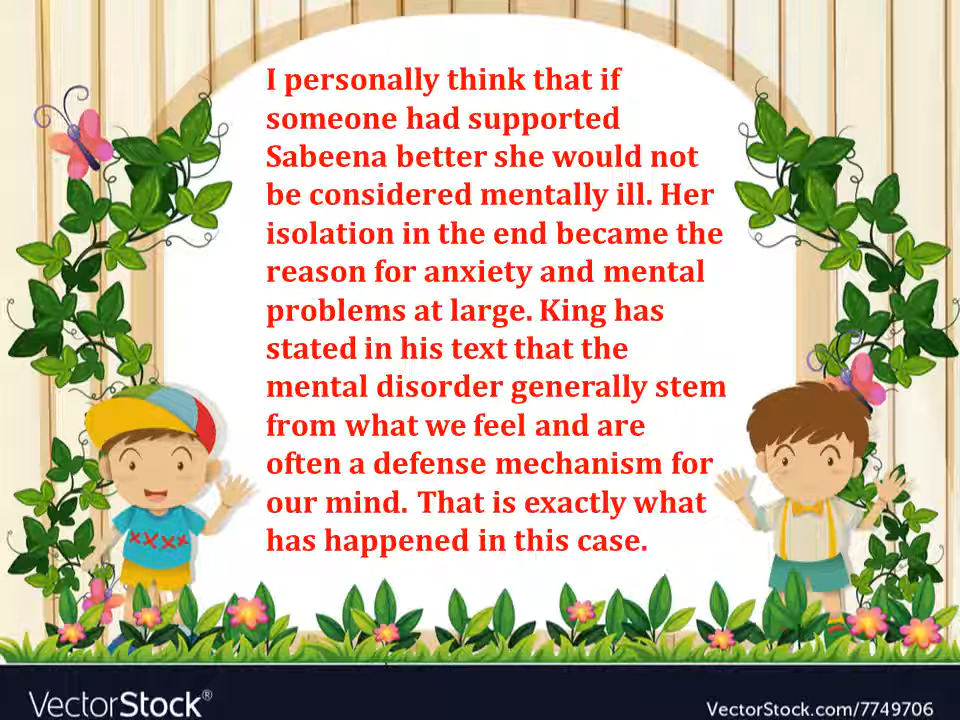 I personally think that if
someone had supported
Sabeena better she would not
be considered mentally ill. Her
isolation in the end became the
reason for anxiety and mental
problems at large. King has
stated in his text that the
mental disorder generally stem
from what we feel and are
often a defense mechanism for
our mind. That is exactly what
has happened in this case.
xxxx
VectorStock®
VectorStock.com/7749706